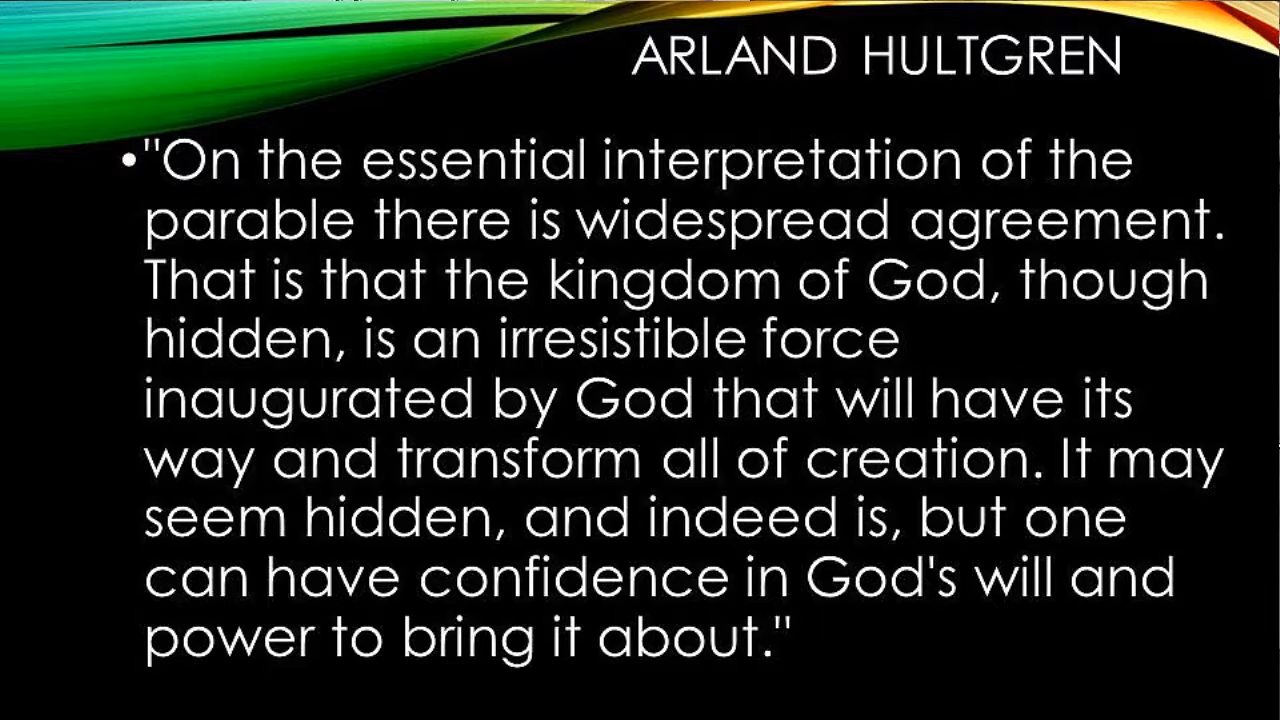 ARLAND HULTGREN
•"On the essential interpretation of the
parable there is widespread agreement.
That is that the kingdom of God, though
hidden, is an irresistible force
inaugurated by God that will have its
way and transform all of creation. It may
seem hidden, and indeed is, but one
can have confidence in God's will and
power to bring it about."